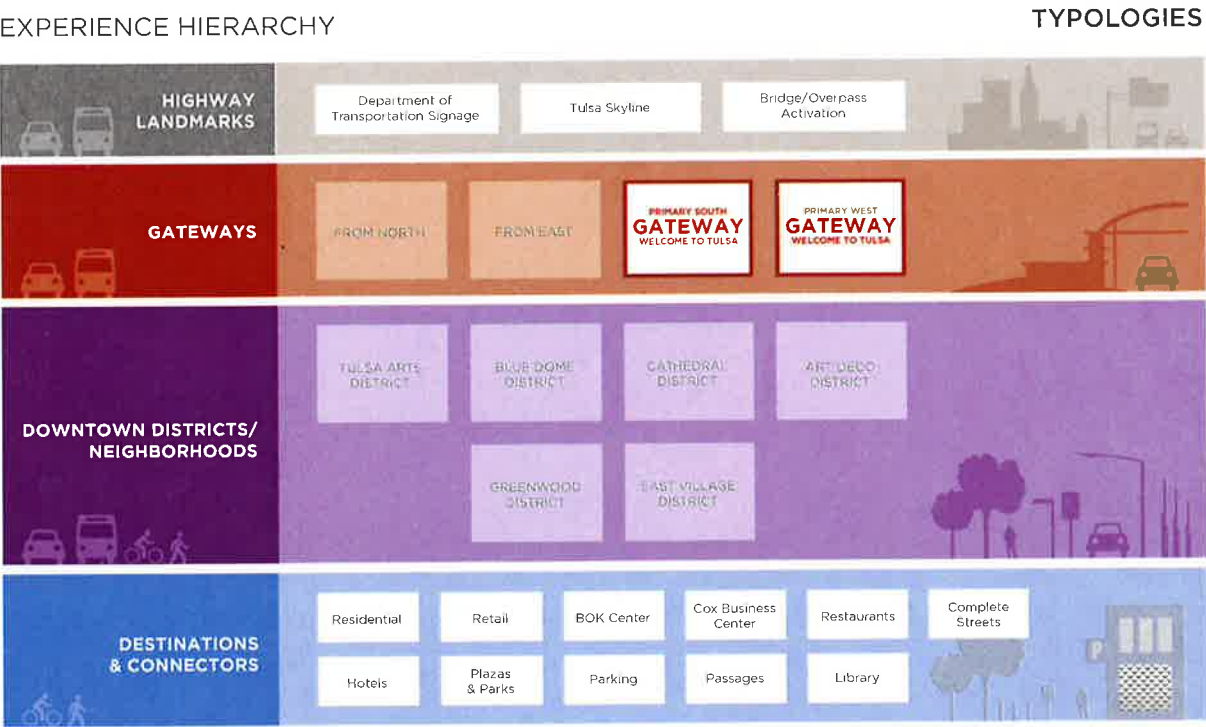 EXPERIENCE HIERARCHY
TYPOLOGIES
HIGHWAY
LANDMARKS
Department of
Transportation Signage
Tulsa Skyline
Bridge/Overpass
Activation
GATEWAYS
FROM NORTH
FROM EAST
PRIMARY SOUTH
GATEWAY
WELCOME TO TULSA
PRIMARY WEST
GATEWAY
WELCOME TO TULSA
DOWNTOWN DISTRICTS/
NEIGHBORHOODS
TULSA ARTS
DISTRICT
BLUE DOME
DISTRICT
CATHEDRAL
DISTRICT
ART DECO
DISTRICT
GREENWOOD
DISTRICT
EAST VILLAGE
DISTRICT
DESTINATIONS
& CONNECTORS
Residential
Retail
BOK Center
Cox Business
Center
Restaurants
Complete
Streets
Hotels
Plazas
& Parks
Parking
Passages
Library
P